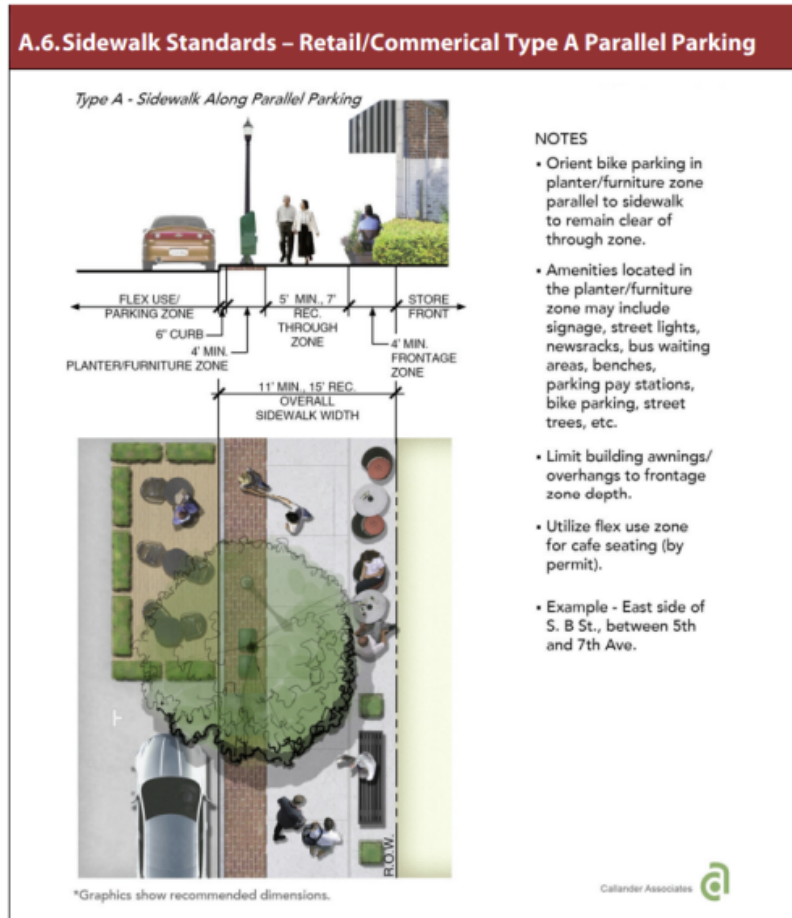 A.6. Sidewalk Standards – Retail/Commerical Type A Parallel Parking
Type A - Sidewalk Along Parallel Parking
FLEX USE/
PARKING ZONE
6" CURB
4' MIN.
PLANTER/FURNITURE ZONE
5' MIN., 7'
REC.
THROUGH
ZONE
STORE
FRONT
4' MIN.
FRONTAGE
ZONE
11' MIN., 15' REC.
OVERALL
SIDEWALK WIDTH
R.O.W.
*Graphics show recommended dimensions.
NOTES
• Orient bike parking in
planter/furniture zone
parallel to sidewalk
to remain clear of
through zone.
• Amenities located in
the planter/furniture
zone may include
signage, street lights,
newsracks, bus waiting
areas, benches,
parking pay stations,
bike parking, street
trees, etc.
• Limit building awnings/
overhangs to frontage
zone depth.
• Utilize flex use zone
for cafe seating (by
permit).
• Example - East side of
S. B St., between 5th
and 7th Ave.
Callander Associates